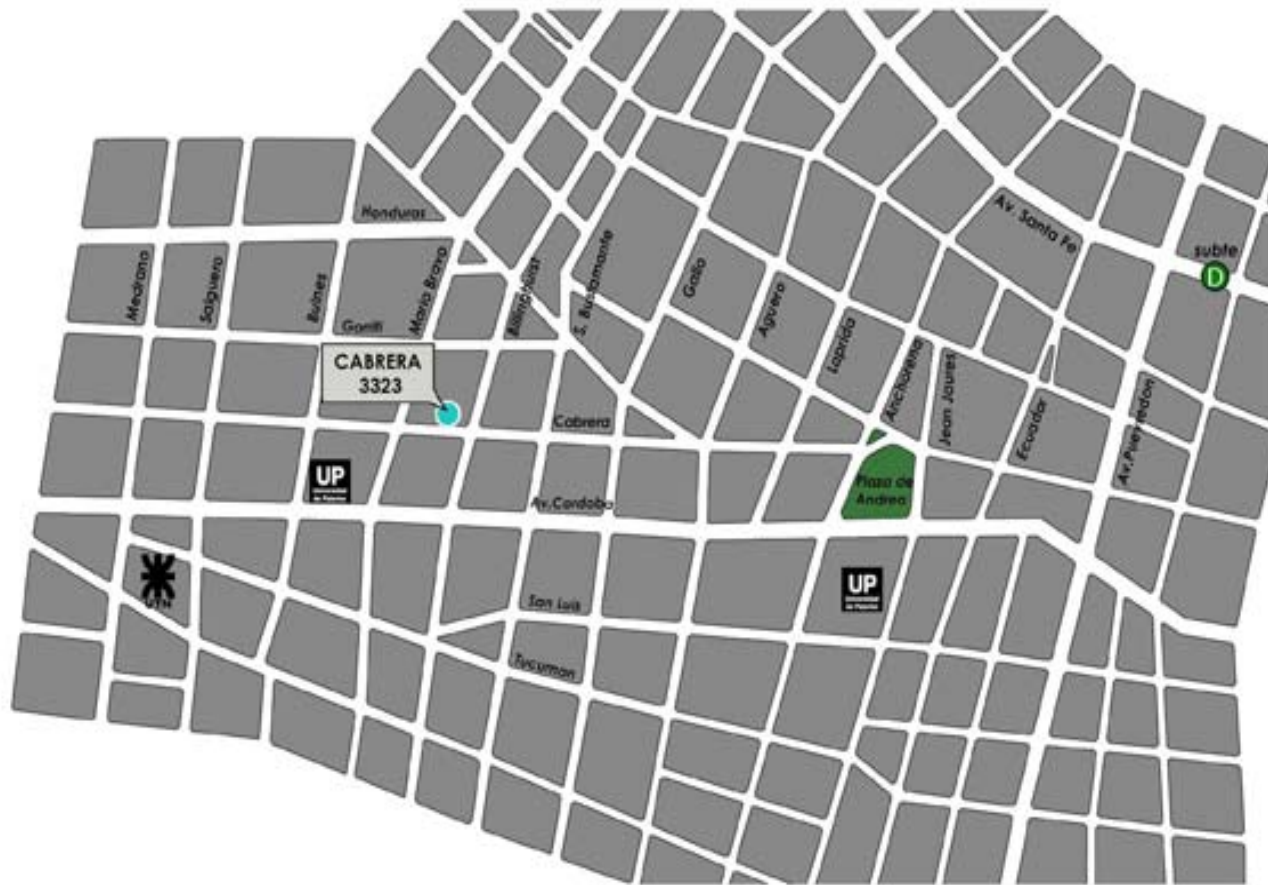 Honduras
Av. Santa Fe
subte
D
Medrano
Salguero
Bulnes
Mario Bravo
Billinghurst
S. Bustamante
Gallo
Aguero
Laprida
Anchorena
Jean Jaures
Ecuador
Av.Pueyrredon
Gorriti
CABRERA
3323
Cabrera
UP
Plaza de
Andrea
Av.Cordoba
UTN
UP
San Luis
Tucuman